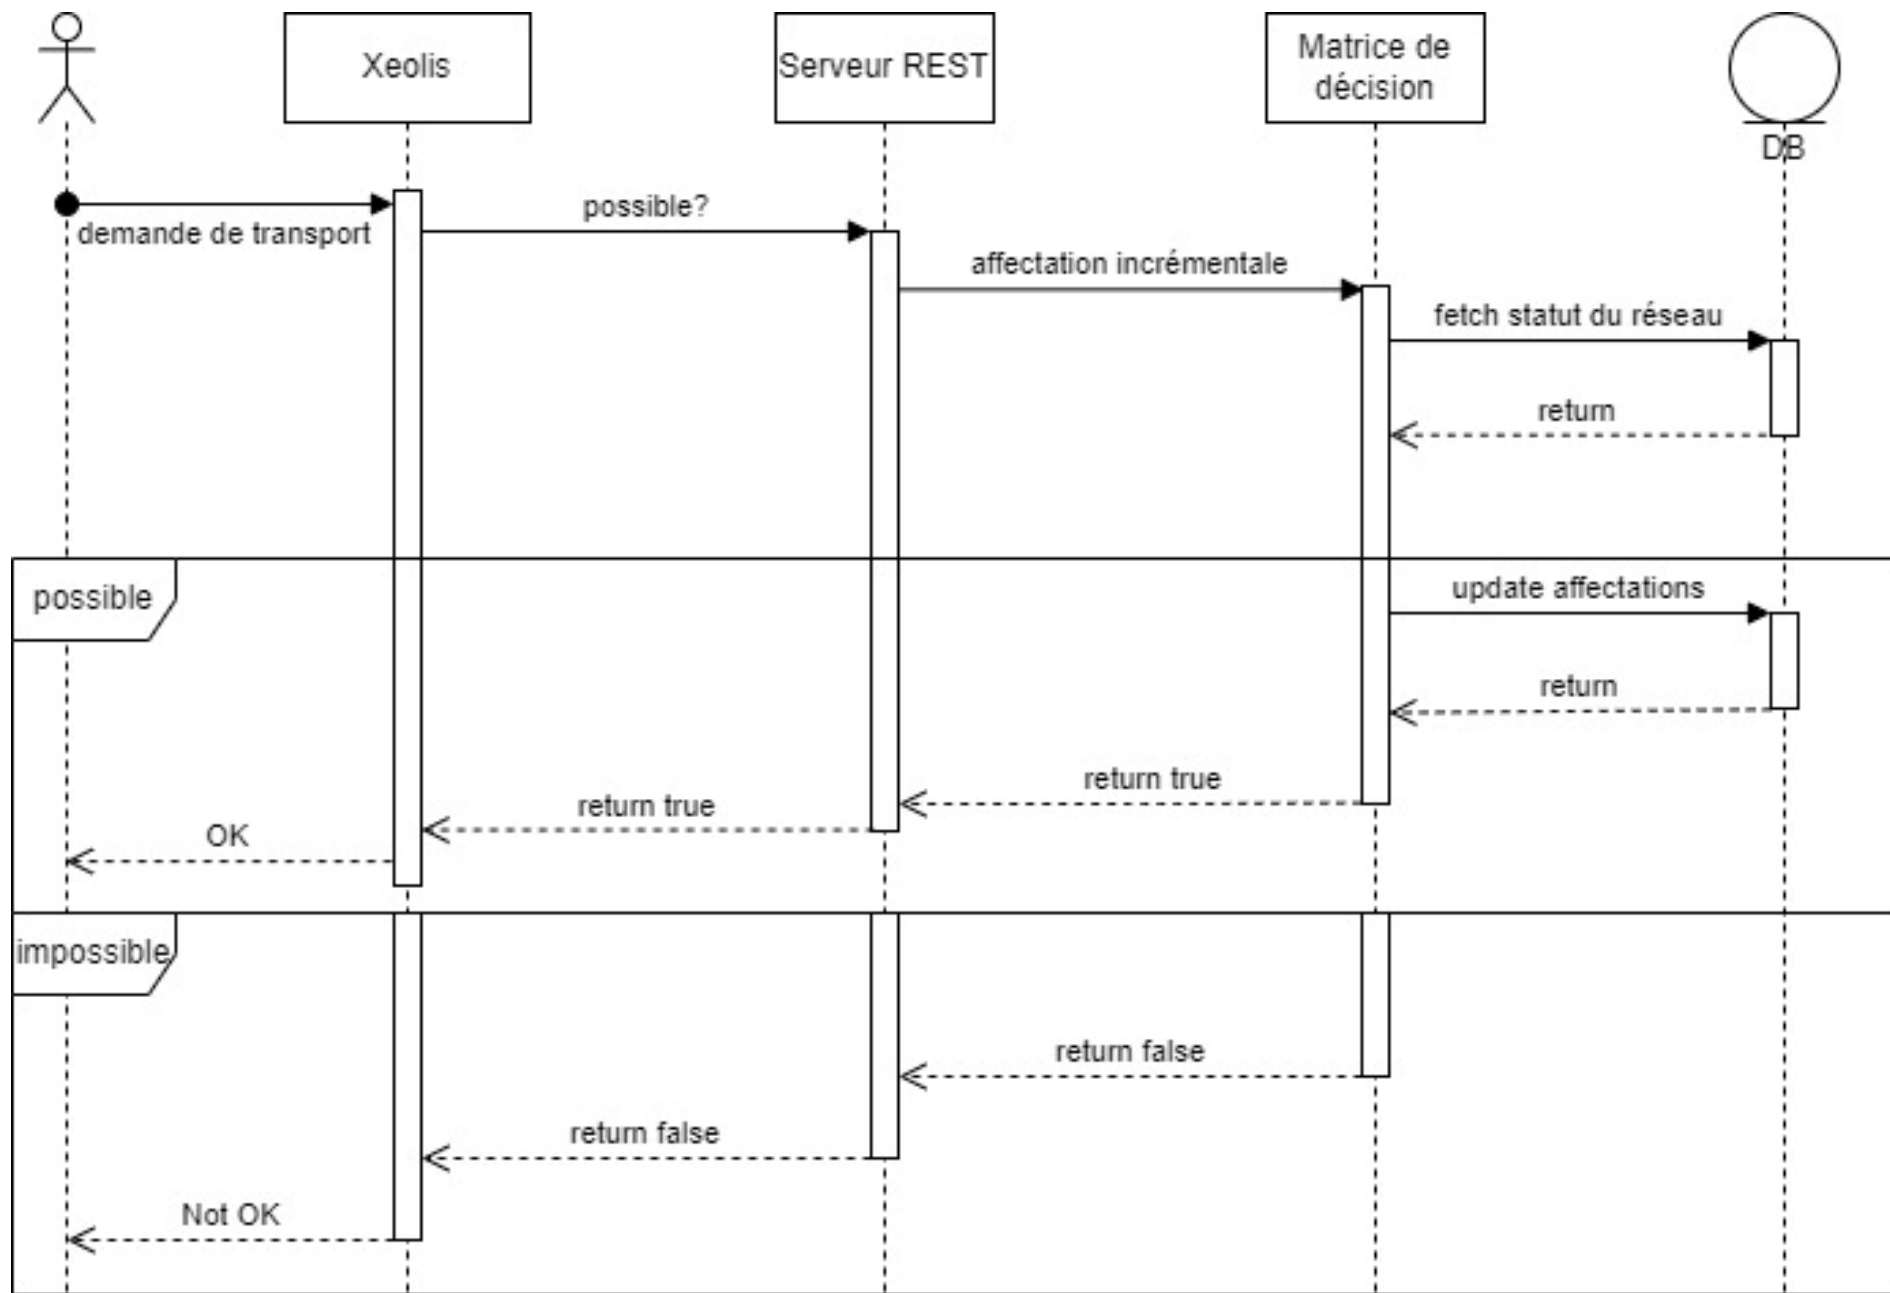 Xeolis
Serveur REST
Matrice de
décision
DB
demande de transport
possible?
affectation incrémentale
fetch statut du réseau
return
possible
update affectations
return
return true
return true
OK
impossible
return false
return false
Not OK